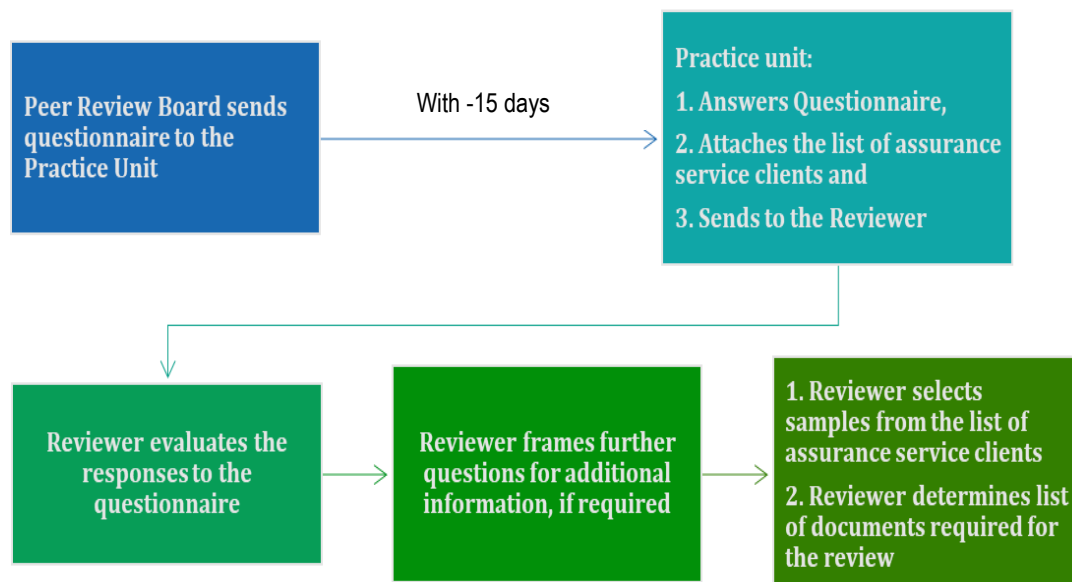 Peer Review Board sends
questionnaire to the
Practice Unit
With -15 days
Practice unit:
1. Answers Questionnaire,
2. Attaches the list of assurance
service clients and
3. Sends to the Reviewer
Reviewer evaluates the
responses to the
questionnaire
Reviewer frames further
questions for additional
information, if required
1. Reviewer selects
samples from the list of
assurance service clients
2. Reviewer determines list
of documents required for
the review